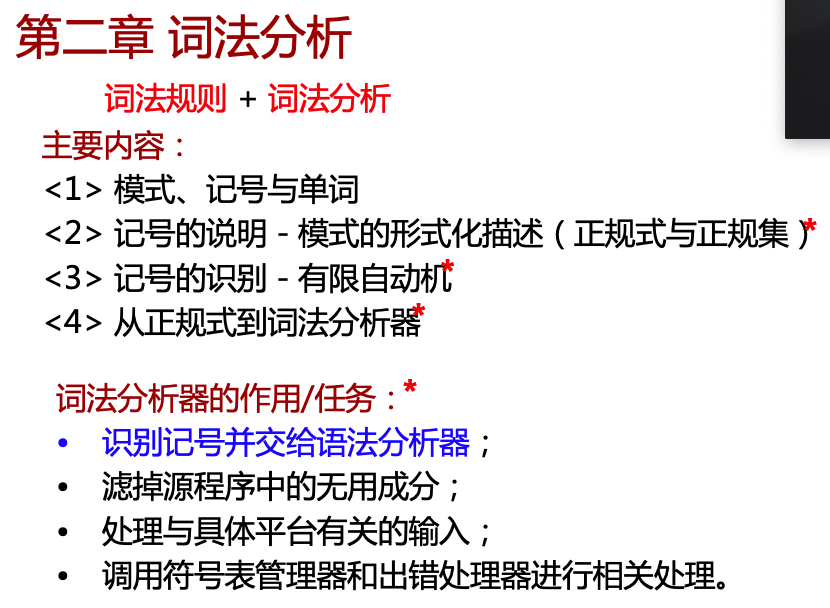 第二章 词法分析
词法规则 + 词法分析
主要内容：
<1> 模式、记号与单词
<2> 记号的说明 - 模式的形式化描述（正规式与正规集）*
<3> 记号的识别 - 有限自动机*
<4> 从正规式到词法分析器*
词法分析器的作用/任务：*
• 识别记号并交给语法分析器；
• 滤掉源程序中的无用成分；
• 处理与具体平台有关的输入；
• 调用符号表管理器和出错处理器进行相关处理。